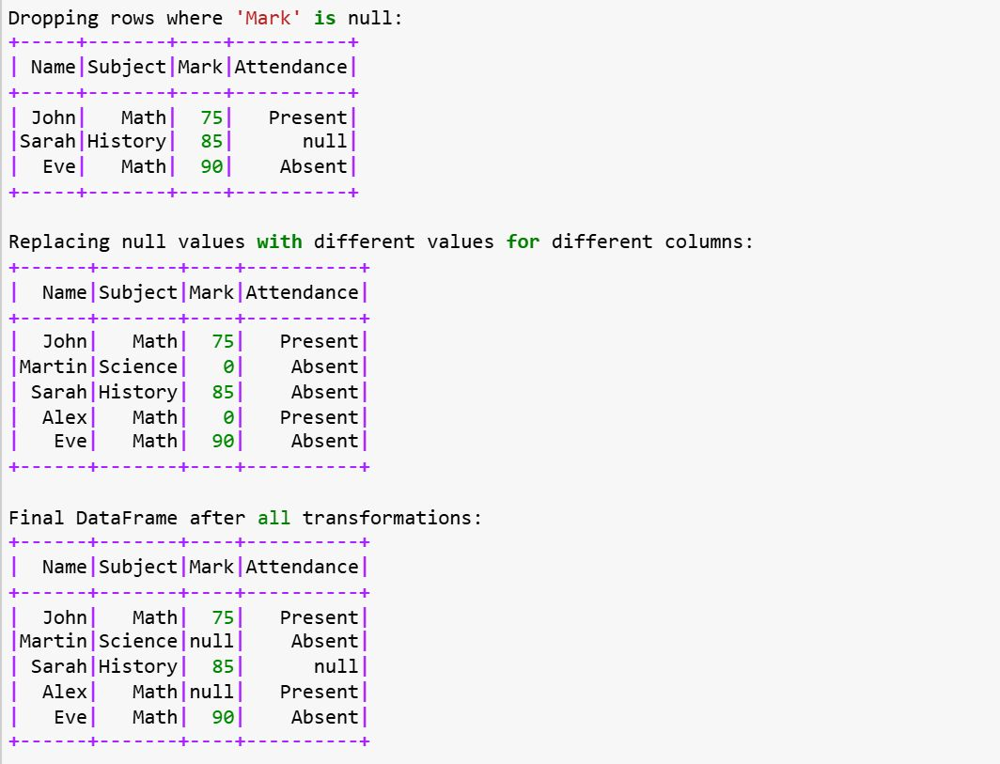 Dropping rows where 'Mark' is null:
+-----+-------+----+----------+
| Name|Subject|Mark|Attendance|
+-----+-------+----+----------+
| John|   Math|  75|   Present|
|Sarah|History|  85|      null|
|  Eve|   Math|  90|    Absent|
+-----+-------+----+----------+
Replacing null values with different values for different columns:
+------+-------+----+----------+
|  Name|Subject|Mark|Attendance|
+------+-------+----+----------+
|  John|   Math|  75|   Present|
|Martin|Science|   0|    Absent|
| Sarah|History|  85|    Absent|
|  Alex|   Math|   0|   Present|
|   Eve|   Math|  90|    Absent|
+------+-------+----+----------+
Final DataFrame after all transformations:
+------+-------+----+----------+
|  Name|Subject|Mark|Attendance|
+------+-------+----+----------+
|  John|   Math|  75|   Present|
|Martin|Science|null|    Absent|
| Sarah|History|  85|      null|
|  Alex|   Math|null|   Present|
|   Eve|   Math|  90|    Absent|
+------+-------+----+----------+